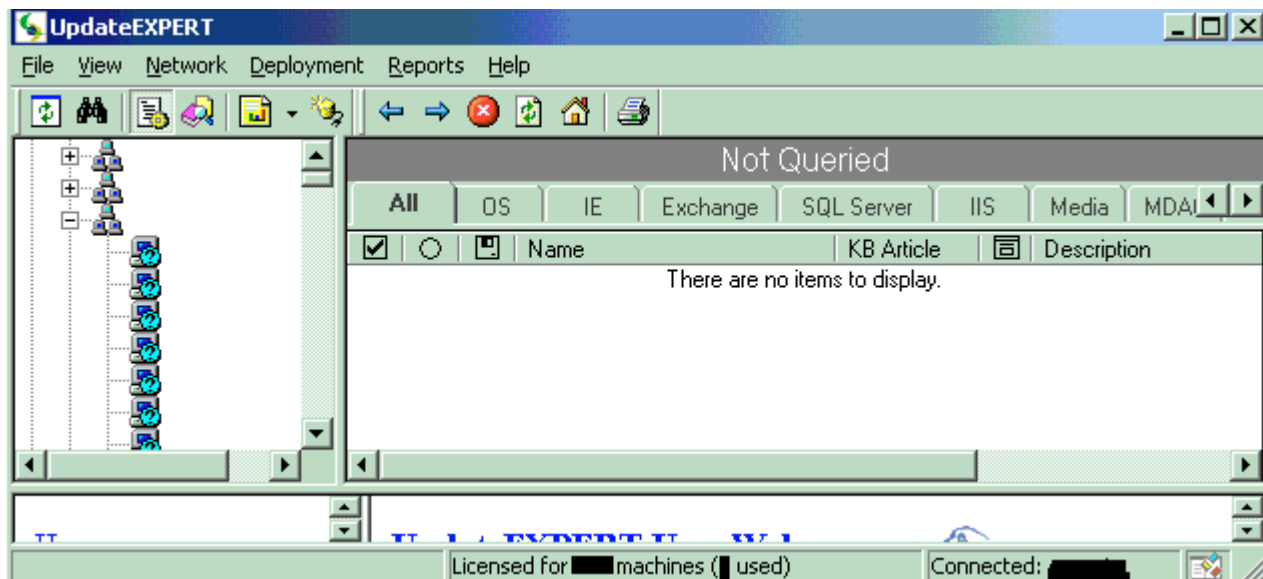 UpdateEXPERT
File View Network Deployment Reports Help
Not Queried
All OS IE Exchange SQL Server IIS Media
Name KB Article Description
There are no items to display.
Licensed for machines ( used) Connected: